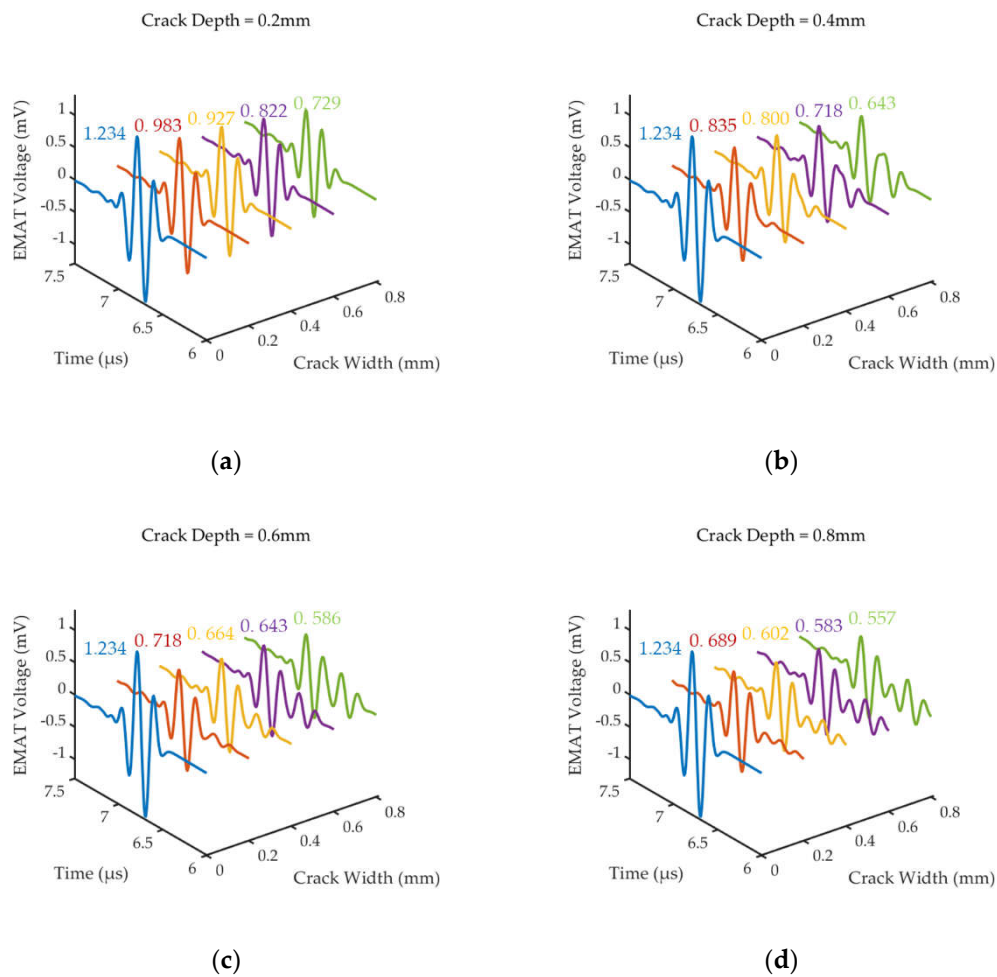 Crack Depth = 0.2mm
1.234 0. 983 0. 927 0. 822 0. 729
EMAT Voltage (mV)
1
0.5
0
-0.5
-1
7.5
7
6.5
6
Time (μs)
0
0.2
0.4
0.6
0.8
Crack Width (mm)
(a)
Crack Depth = 0.4mm
1.234 0.835 0. 800 0. 718 0. 643
EMAT Voltage (mV)
1
0.5
0
-0.5
-1
7.5
7
6.5
6
Time (μs)
0
0.2
0.4
0.6
0.8
Crack Width (mm)
(b)
Crack Depth = 0.6mm
1.234 0. 718 0. 664 0. 643 0. 586
EMAT Voltage (mV)
1
0.5
0
-0.5
-1
7.5
7
6.5
6
Time (μs)
0
0.2
0.4
0.6
0.8
Crack Width (mm)
(c)
Crack Depth = 0.8mm
1.234 0. 689 0. 602 0. 583 0. 557
EMAT Voltage (mV)
1
0.5
0
-0.5
-1
7.5
7
6.5
6
Time (μs)
0
0.2
0.4
0.6
0.8
Crack Width (mm)
(d)